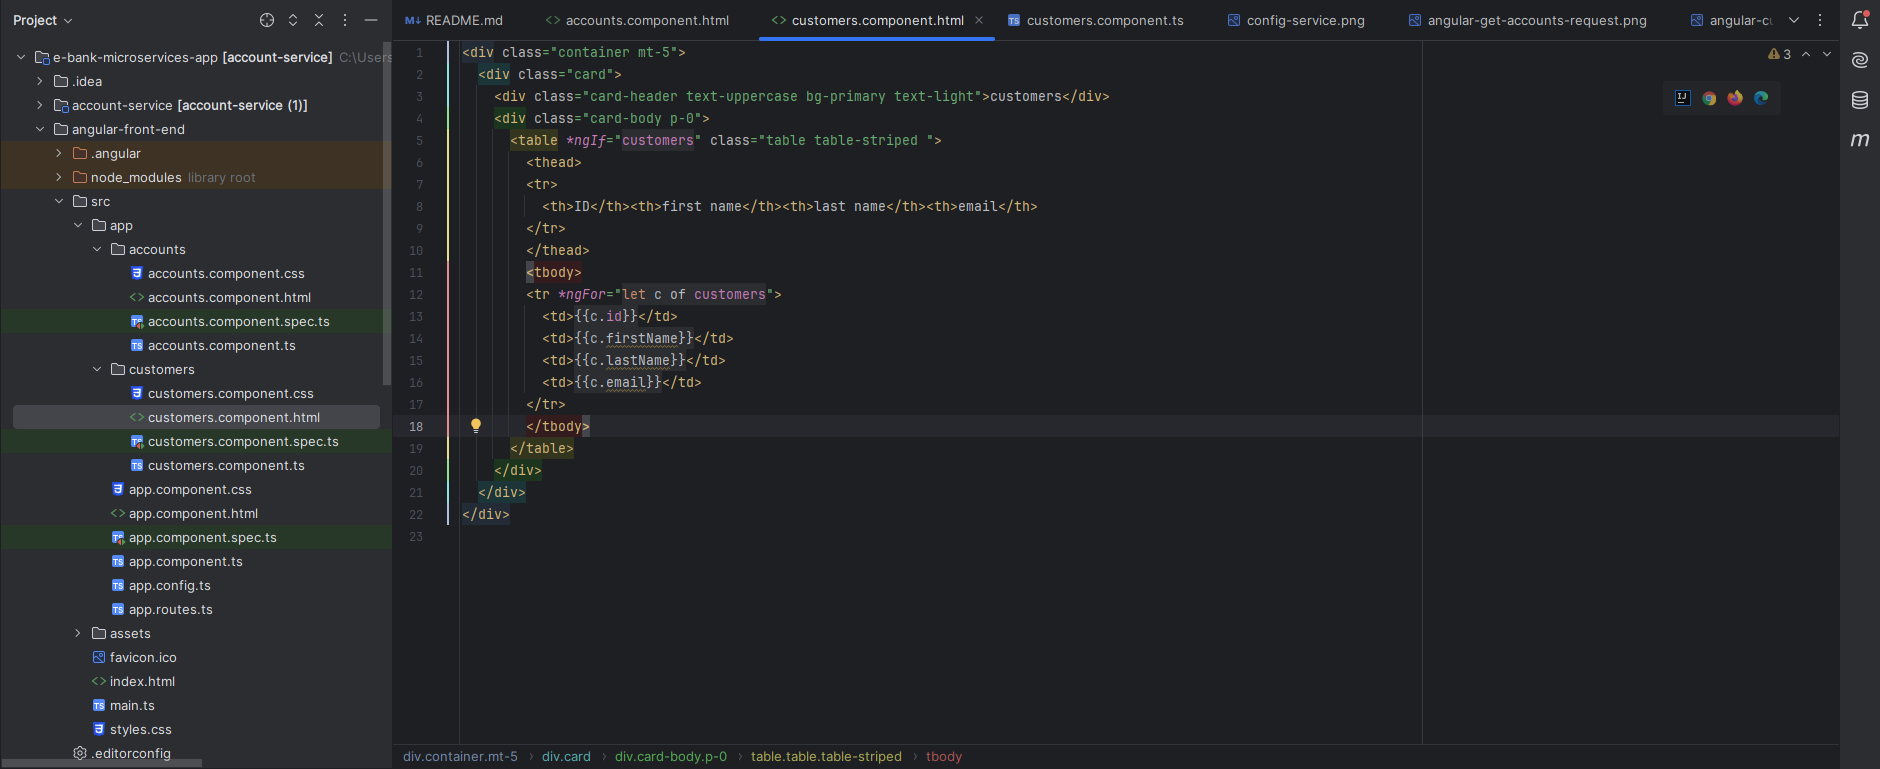 Project
e-bank-microservices-app [account-service] C:\Users
.idea
account-service [account-service (1)]
angular-front-end
.angular
node_modules library root
src
app
accounts
accounts.component.css
accounts.component.html
accounts.component.spec.ts
accounts.component.ts
customers
customers.component.css
customers.component.html
customers.component.spec.ts
customers.component.ts
app.component.css
app.component.html
app.component.spec.ts
app.component.ts
app.config.ts
app.routes.ts
assets
favicon.ico
index.html
main.ts
styles.css
.editorconfig
README.md accounts.component.html customers.component.html customers.component.ts config-service.png angular-get-accounts-request.png angular-cu
3
1 <div class="container mt-5">
2 <div class="card">
3 <div class="card-header text-uppercase bg-primary text-light">customers</div>
4 <div class="card-body p-0">
5 <table *ngIf="customers" class="table table-striped ">
6 <thead>
7 <tr>
8 <th>ID</th><th>first name</th><th>last name</th><th>email</th>
9 </tr>
10 </thead>
11 <tbody>
12 <tr *ngFor="let c of customers">
13 <td>{{c.id}}</td>
14 <td>{{c.firstName}}</td>
15 <td>{{c.lastName}}</td>
16 <td>{{c.email}}</td>
17 </tr>
18 </tbody>
19 </table>
20 </div>
21 </div>
22 </div>
23
div.container.mt-5 › div.card › div.card-body.p-0 › table.table.table-striped › tbody